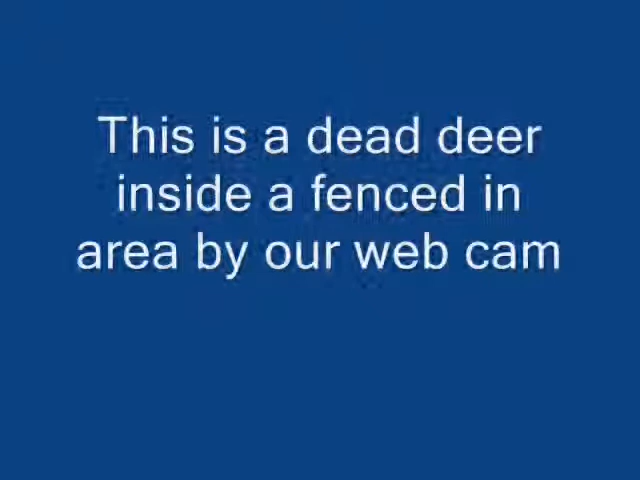 This is a dead deer
inside a fenced in
area by our web cam